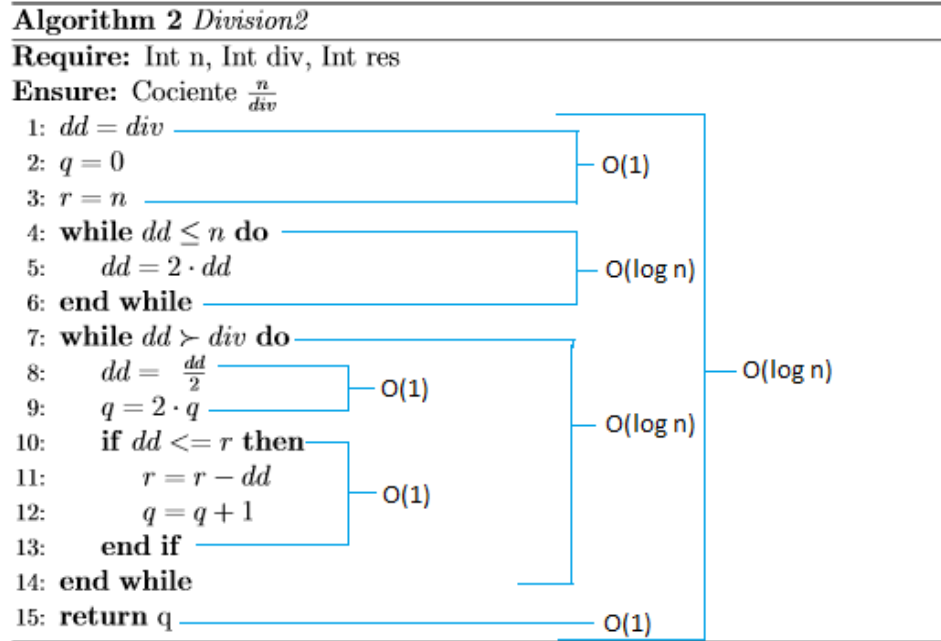 Algorithm 2 Division2
Require: Int n, Int div, Int res
Ensure: Cociente n/div
1: dd = div
2: q = 0 O(1)
3: r = n
4: while dd ≤ n do
5: dd = 2 · dd O(log n)
6: end while
7: while dd ≻ div do
8: dd = dd/2 O(log n)
9: q = 2 · q O(1)
10: if dd <= r then O(log n)
11: r = r − dd
12: q = q + 1 O(1)
13: end if
14: end while
15: return q O(1)